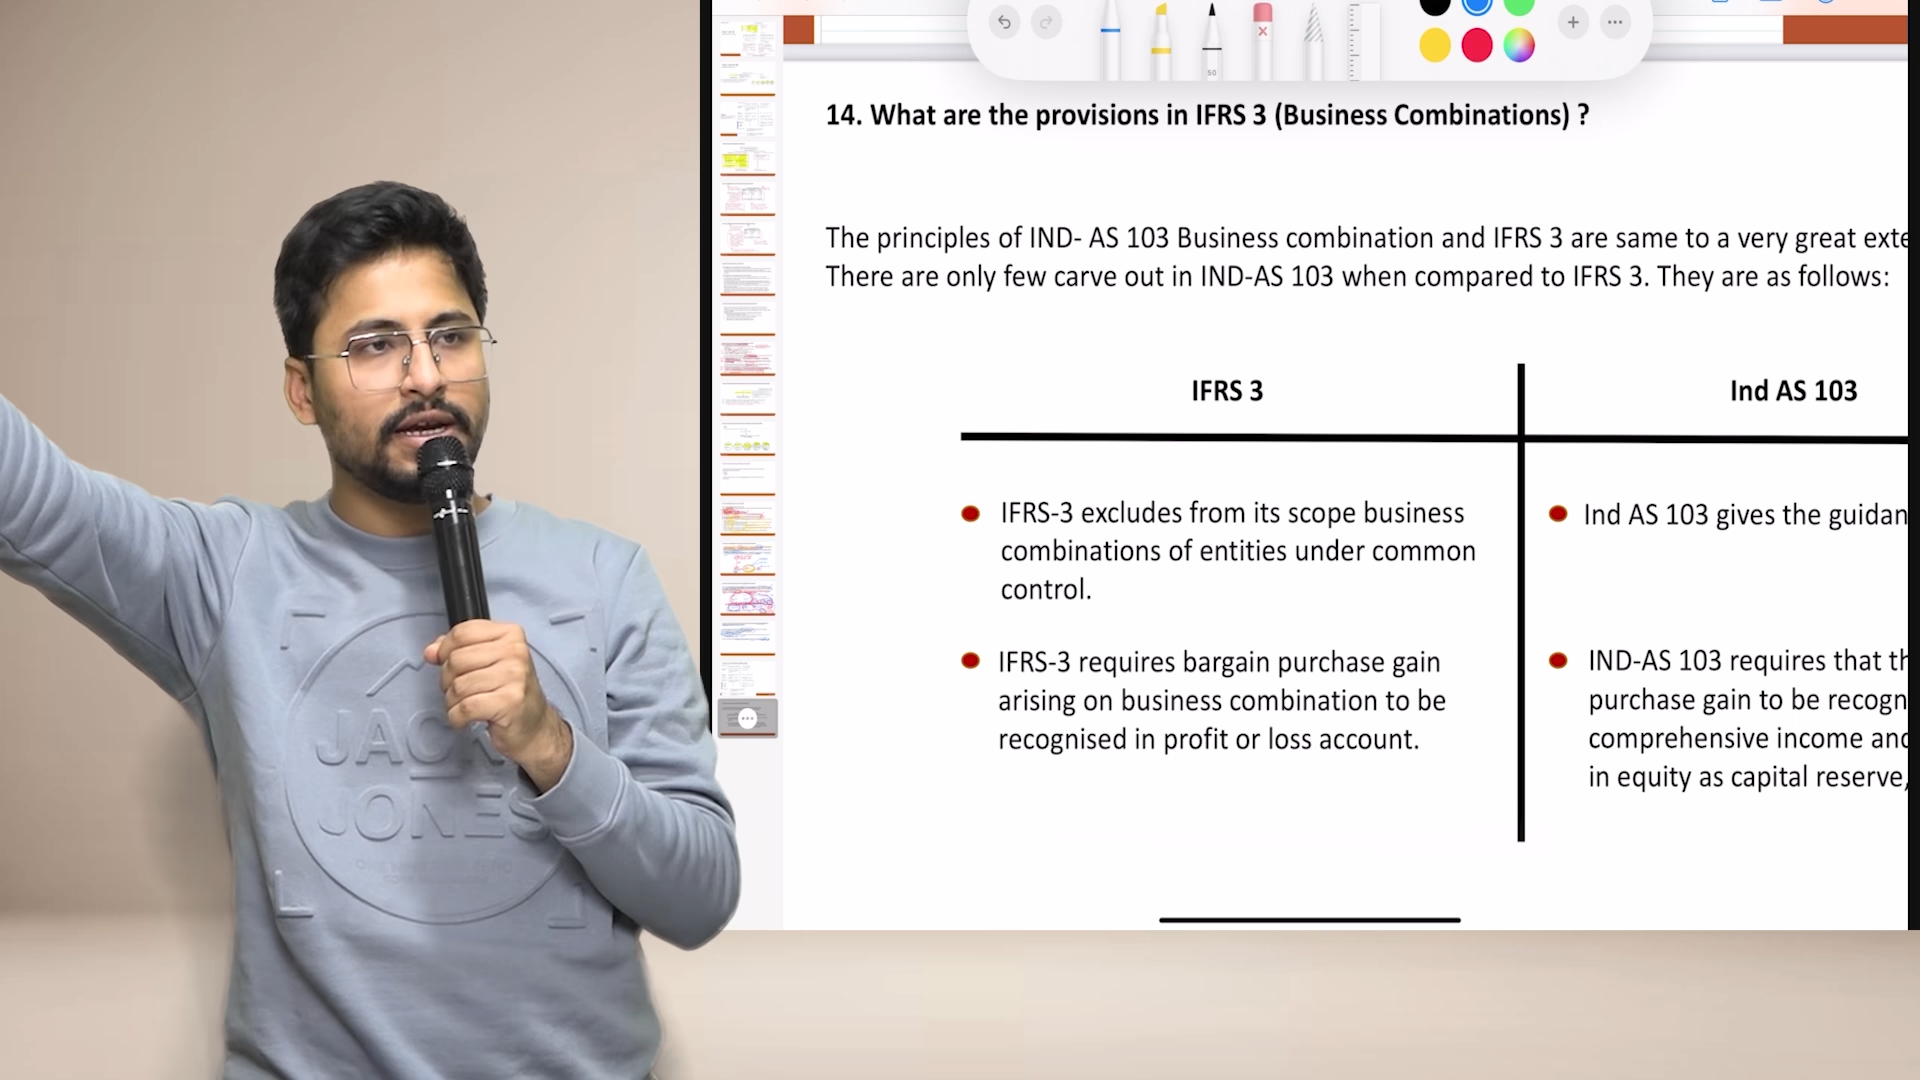 50
14. What are the provisions in IFRS 3 (Business Combinations) ?
The principles of IND- AS 103 Business combination and IFRS 3 are same to a very great exte
There are only few carve out in IND-AS 103 when compared to IFRS 3. They are as follows:
IFRS 3
Ind AS 103
IFRS-3 excludes from its scope business
combinations of entities under common
control.
Ind AS 103 gives the guidan
IFRS-3 requires bargain purchase gain
arising on business combination to be
recognised in profit or loss account.
IND-AS 103 requires that th
purchase gain to be recogn
comprehensive income and
in equity as capital reserve,
JACK
JONES